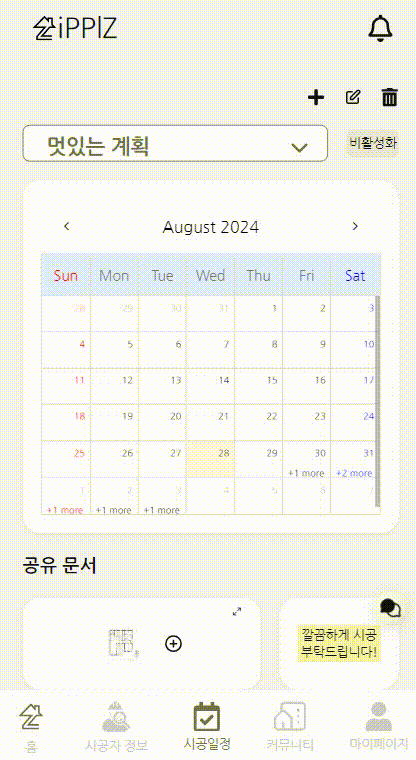 iPPlZ
멋있는 계획
비활성화
August 2024
Sun Mon Tue Wed Thu Fri Sat
28 29 30 31 1 2 3
4 5 6 7 8 9 10
11 12 13 14 15 16 17
18 19 20 21 22 23 24
25 26 27 28 29 30 31
+1 more +2 more
1 2 3 4 5 6 7
+1 more +1 more +1 more
공유 문서
깔끔하게 시공
부탁드립니다!
홈 시공자 정보 시공일정 커뮤니티 마이페이지